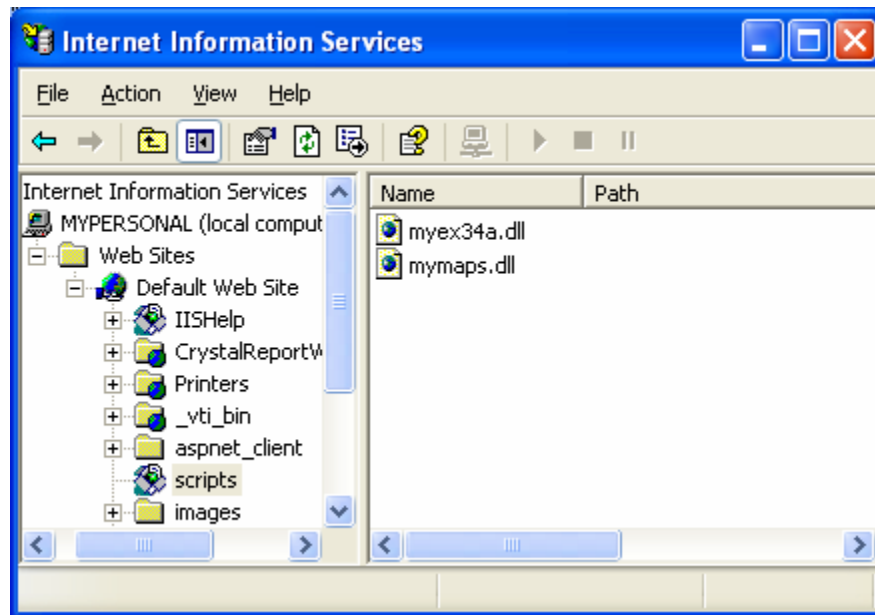 Internet Information Services
File Action View Help
Internet Information Services
MYPERSONAL (local comput
Web Sites
Default Web Site
IISHelp
CrystalReportW
Printers
_vti_bin
aspnet_client
scripts
images
Name Path
myex34a.dll
mymaps.dll